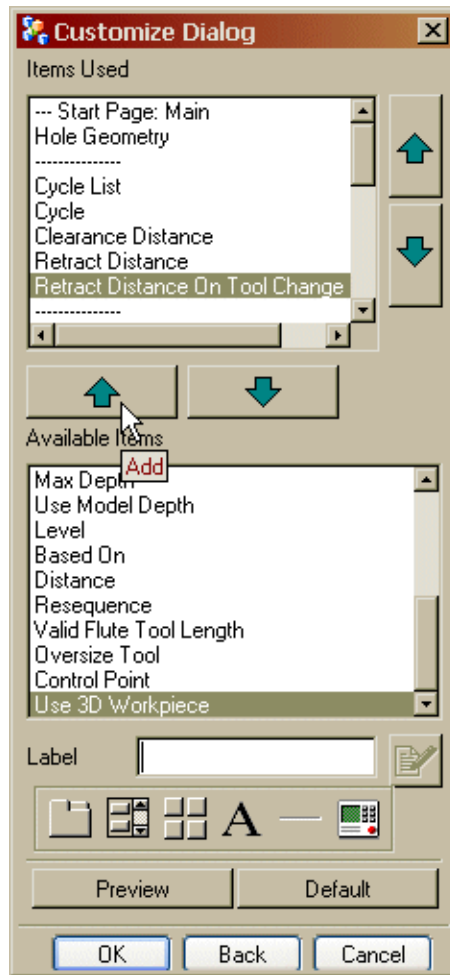 Customize Dialog
Items Used
--- Start Page: Main
Hole Geometry
---------------
Cycle List
Cycle
Clearance Distance
Retract Distance
Retract Distance On Tool Change
---------------
Available Items
Add
Max Depth
Use Model Depth
Level
Based On
Distance
Resequence
Valid Flute Tool Length
Oversize Tool
Control Point
Use 3D Workpiece
Label
A
Preview Default
OK Back Cancel